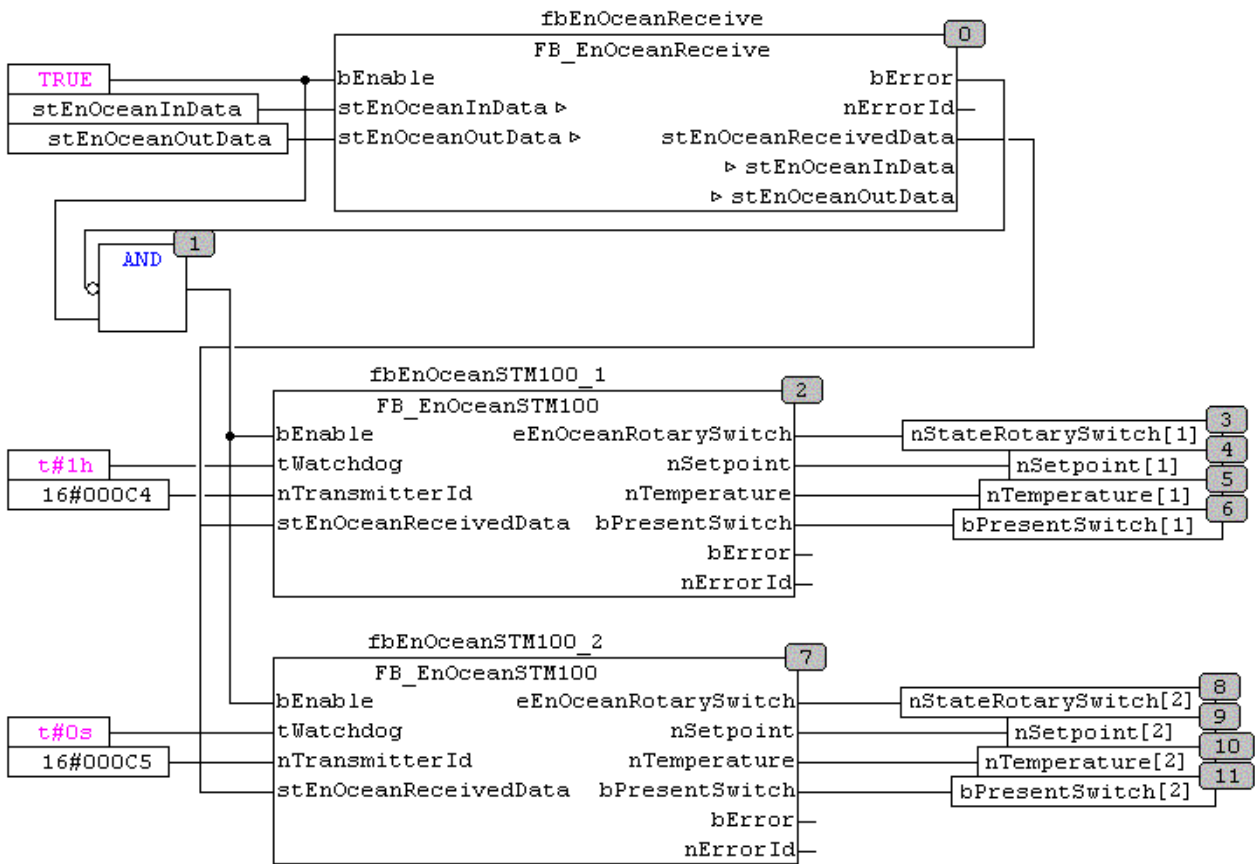 fbEnOceanReceive
0
FB_EnOceanReceive
TRUE
bEnable
bError
stEnOceanInData
stEnOceanInData ▹
nErrorId
stEnOceanOutData
stEnOceanOutData ▹
stEnOceanReceivedData
▹ stEnOceanInData
▹ stEnOceanOutData
1
AND
fbEnOceanSTM100_1
2
FB_EnOceanSTM100
bEnable
eEnOceanRotarySwitch
3
nStateRotarySwitch[1]
t#1h
tWatchdog
nSetpoint
4
nSetpoint[1]
16#000C4
nTransmitterId
nTemperature
5
nTemperature[1]
stEnOceanReceivedData
bPresentSwitch
6
bPresentSwitch[1]
bError
nErrorId
fbEnOceanSTM100_2
7
FB_EnOceanSTM100
bEnable
eEnOceanRotarySwitch
8
nStateRotarySwitch[2]
t#0s
tWatchdog
nSetpoint
9
nSetpoint[2]
16#000C5
nTransmitterId
nTemperature
10
nTemperature[2]
stEnOceanReceivedData
bPresentSwitch
11
bPresentSwitch[2]
bError
nErrorId